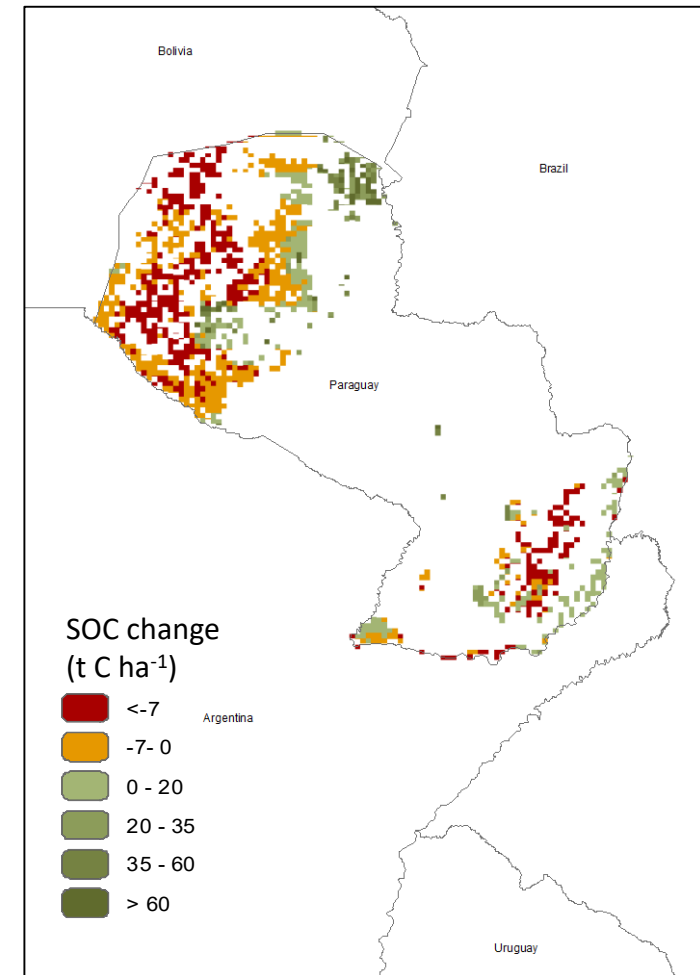 Bolivia
Brazil
Paraguay
SOC change
(t C ha⁻¹)
<-7
Argentina
-7- 0
0 - 20
20 - 35
35 - 60
> 60
Uruguay